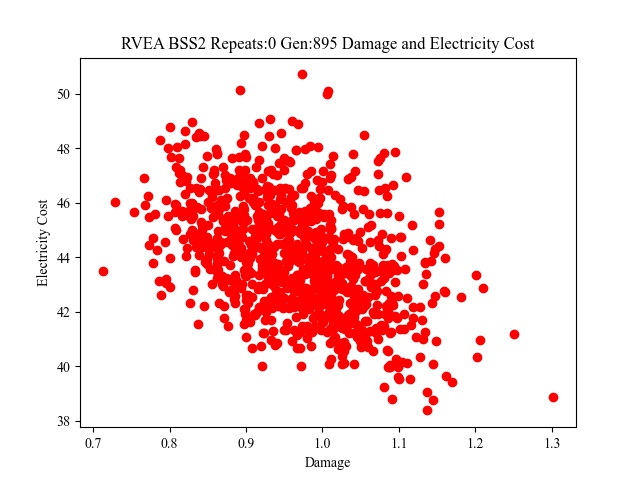 RVEA BSS2 Repeats:0 Gen:895 Damage and Electricity Cost
50
48
46
44
42
40
38
Electricity Cost
0.7 0.8 0.9 1.0 1.1 1.2 1.3
Damage